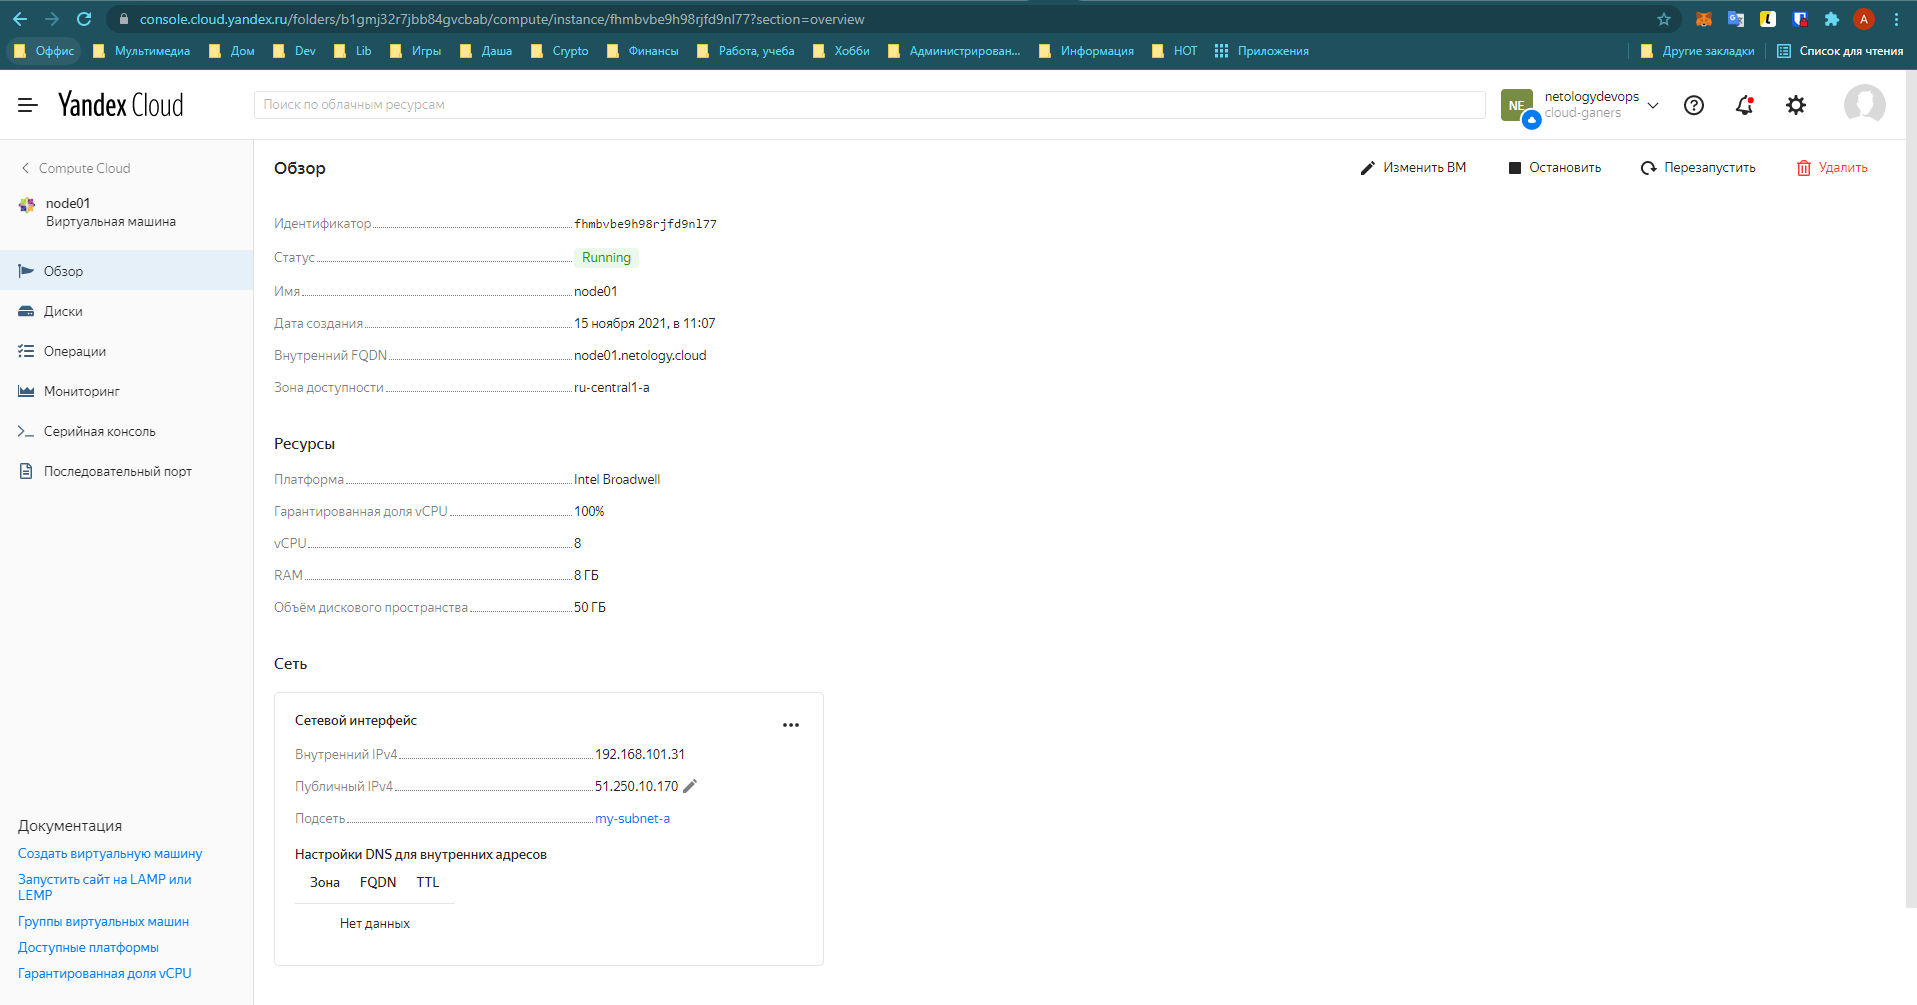 console.cloud.yandex.ru/folders/b1gmj32r7jbb84gvcbab/compute/instance/fhmbvbe9h98rjfd9nl77?section=overview
A
Оффис Мультимедиа Дом Dev Lib Игры Даша Crypto Финансы Работа, учеба Хобби Администрирован... Информация HOT Приложения Другие закладки Список для чтения
Yandex Cloud
Поиск по облачным ресурсам
NE
netologydevops
cloud-ganers
Compute Cloud
node01
Виртуальная машина
Обзор
Диски
Операции
Мониторинг
Серийная консоль
Последовательный порт
Документация
Создать виртуальную машину
Запустить сайт на LAMP или
LEMP
Группы виртуальных машин
Доступные платформы
Гарантированная доля vCPU
Обзор
Изменить ВМ Остановить Перезапустить Удалить
Идентификатор fhmbvbe9h98rjfd9nl77
Статус Running
Имя node01
Дата создания 15 ноября 2021, в 11:07
Внутренний FQDN node01.netology.cloud
Зона доступности ru-central1-a
Ресурсы
Платформа Intel Broadwell
Гарантированная доля vCPU 100%
vCPU 8
RAM 8 ГБ
Объём дискового пространства 50 ГБ
Сеть
Сетевой интерфейс
Внутренний IPv4 192.168.101.31
Публичный IPv4 51.250.10.170
Подсеть my-subnet-a
Настройки DNS для внутренних адресов
Зона FQDN TTL
Нет данных